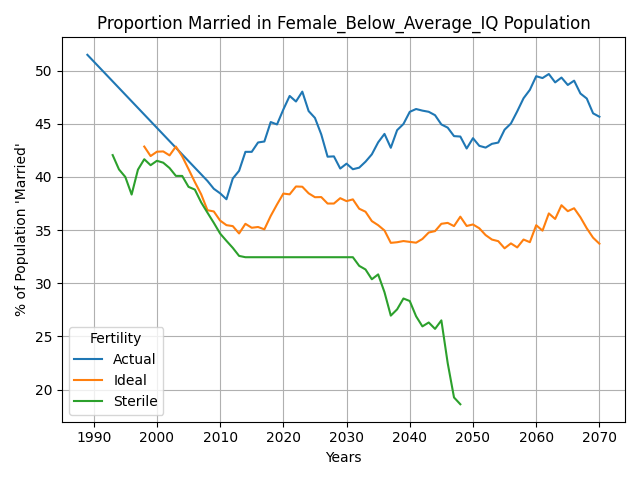 Proportion Married in Female_Below_Average_IQ Population
% of Population 'Married'
50
45
40
35
30
25
20
Fertility
Actual
Ideal
Sterile
1990 2000 2010 2020 2030 2040 2050 2060 2070
Years